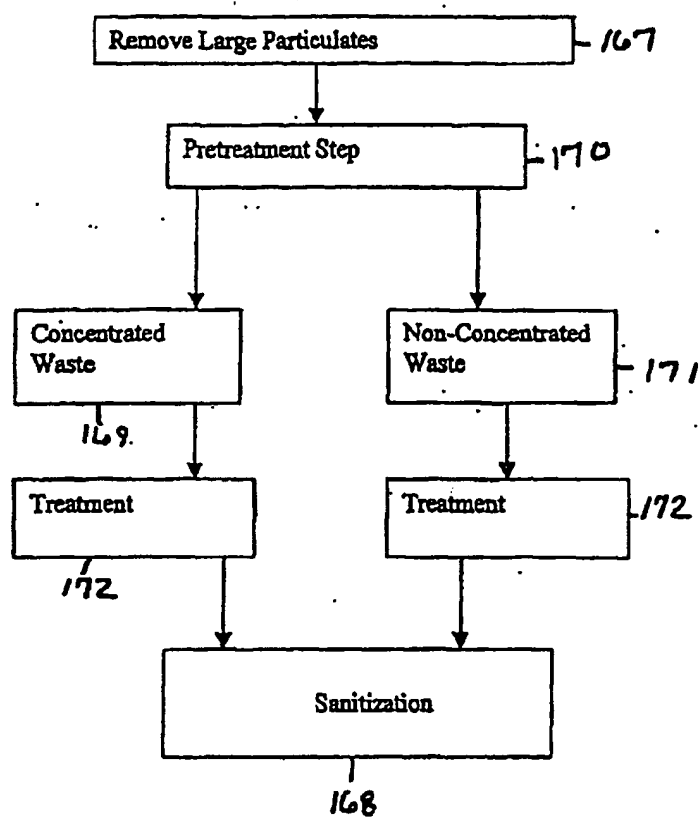 Remove Large Particulates
167
Pretreatment Step
170
Concentrated
Waste
Non-Concentrated
Waste
171
169.
Treatment
Treatment
172
172
Sanitization
168